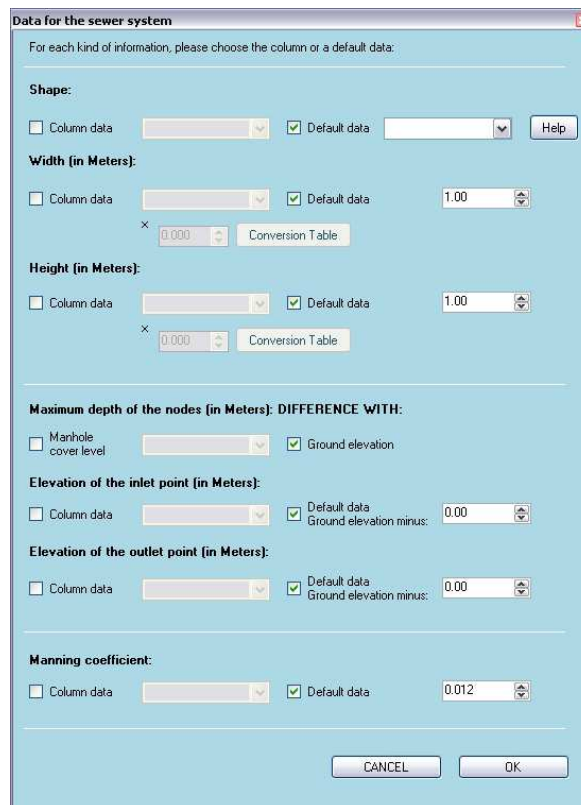 Data for the sewer system
For each kind of information, please choose the column or a default data:
Shape:
Column data Default data Help
Width (in Meters):
Column data Default data 1.00
× 0.000 Conversion Table
Height (in Meters):
Column data Default data 1.00
× 0.000 Conversion Table
Maximum depth of the nodes (in Meters): DIFFERENCE WITH:
Manhole
cover level Ground elevation
Elevation of the inlet point (in Meters):
Column data Default data
Ground elevation minus: 0.00
Elevation of the outlet point (in Meters):
Column data Default data
Ground elevation minus: 0.00
Manning coefficient:
Column data Default data 0.012
CANCEL OK